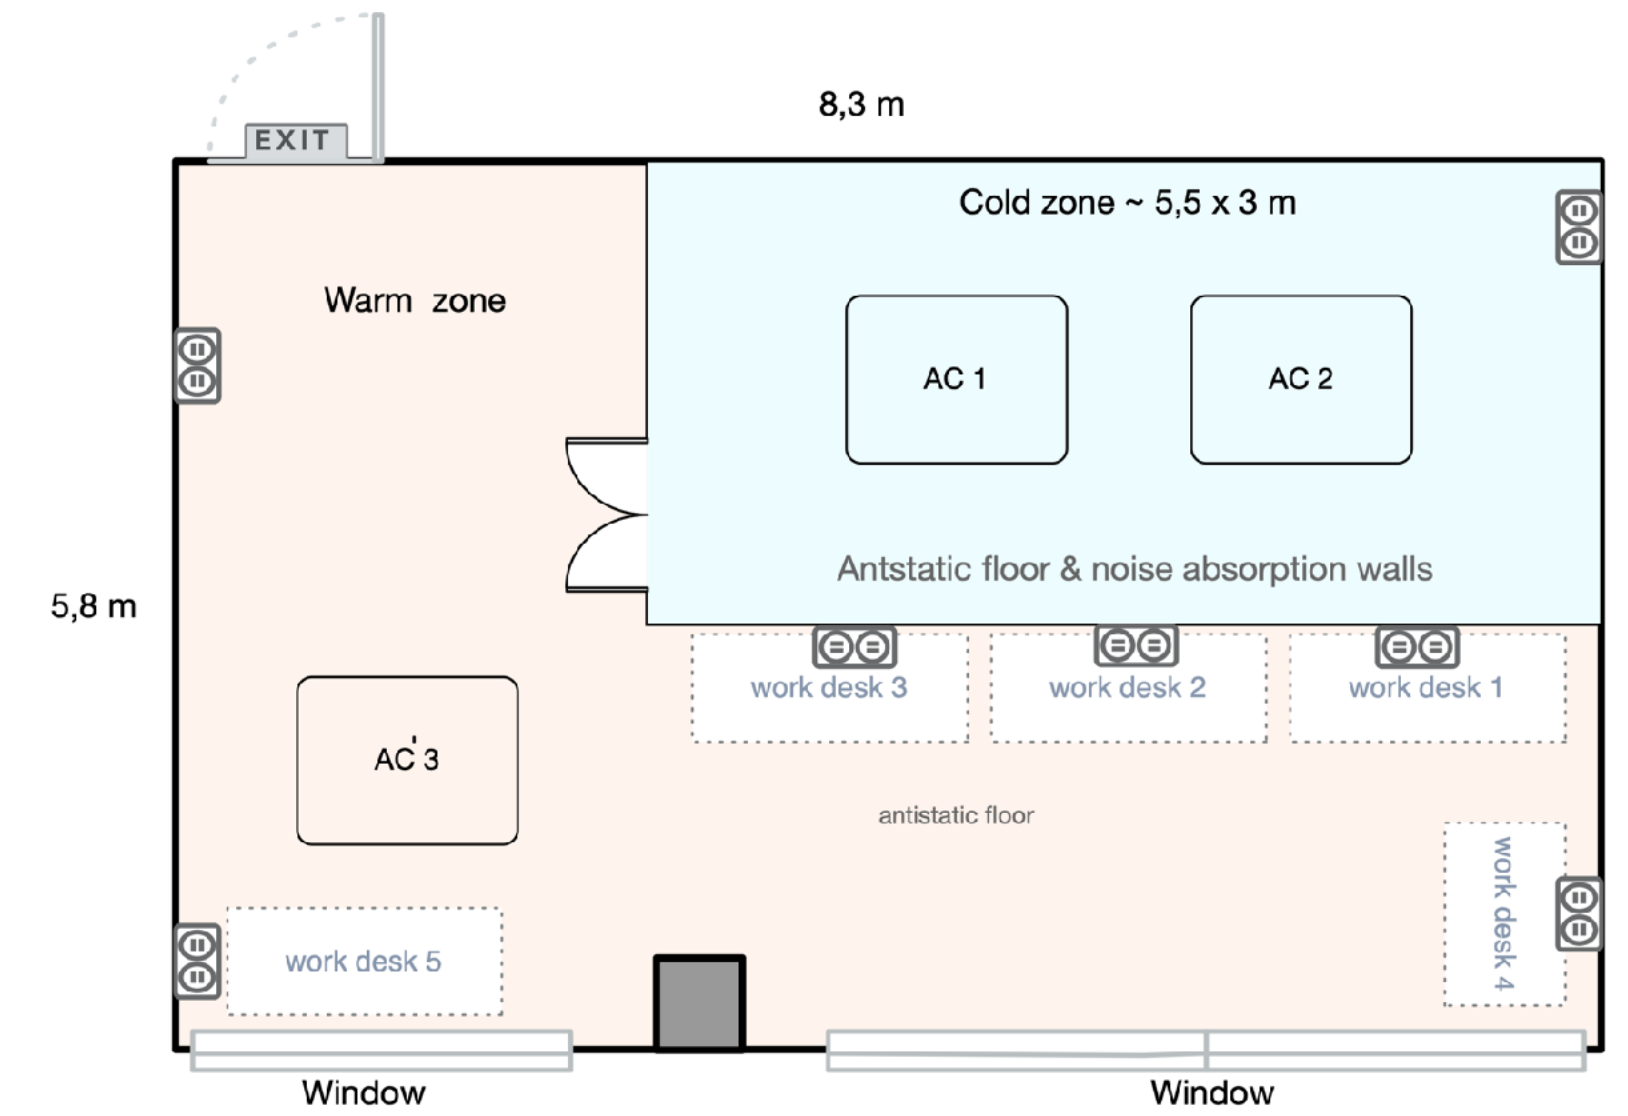 8,3 m
EXIT
Cold zone ~ 5,5 x 3 m
Warm zone
AC 1
AC 2
Antstatic floor & noise absorption walls
5,8 m
work desk 3
work desk 2
work desk 1
AC 3
antistatic floor
work desk 4
work desk 5
Window
Window